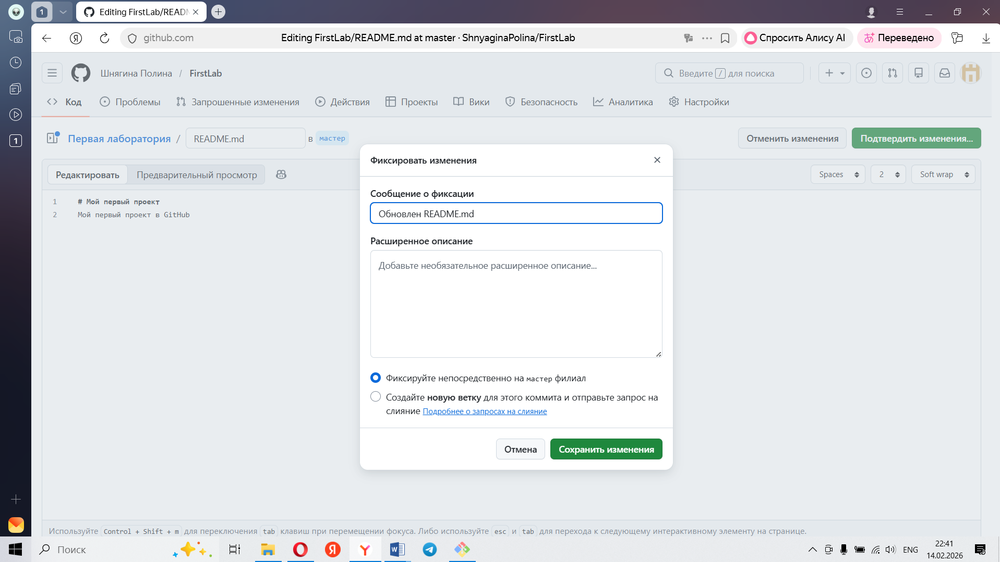 1
Editing FirstLab/READM
github.com
Editing FirstLab/README.md at master · ShnyaginaPolina/FirstLab
Спросить Алису AI
Переведено
1
Шнягина Полина / FirstLab
Введите / для поиска
Код
Проблемы
Запрошенные изменения
Действия
Проекты
Вики
Безопасность
Аналитика
Настройки
Первая лаборатория / README.md в мастер
Отменить изменения
Подтвердить изменения...
Редактировать
Предварительный просмотр
Spaces
2
Soft wrap
1 # Мой первый проект
2 Мой первый проект в GitHub
Фиксировать изменения
Сообщение о фиксации
Обновлен README.md
Расширенное описание
Добавьте необязательное расширенное описание...
Фиксируйте непосредственно на мастер филиал
Создайте новую ветку для этого коммита и отправьте запрос на
слияние Подробнее о запросах на слияние
Отмена
Сохранить изменения
Используйте Control + Shift + m для переключения tab клавиш при перемещении фокуса. Либо используйте esc и tab для перехода к следующему интерактивному элементу на странице.
Поиск
ENG
22:41
14.02.2026